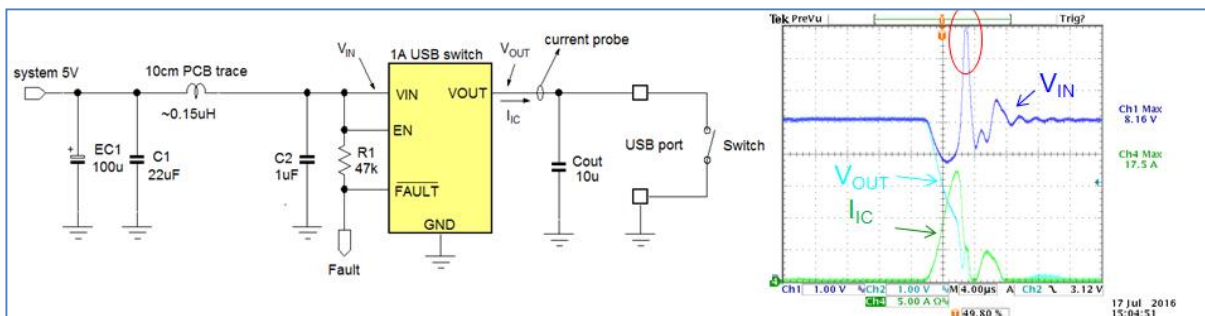 system 5V
10cm PCB trace
~0.15uH
EC1
100u
+
C1
22uF
C2
1uF
R1
47k
Fault
VIN
1A USB switch
VIN
VOUT
EN
FAULT
GND
VOUT
IIC
current probe
Cout
10u
USB port
Switch
Tek PreVu
Trig?
T
VIN
VOUT
IIC
Ch1 Max
8.16 V
Ch4 Max
17.5 A
4
Ch1 1.00 V Ch2 1.00 V M 4.00µs A Ch2 3.12 V
Ch4 5.00 A Ω
49.80 %
17 Jul 2016
15:04:51